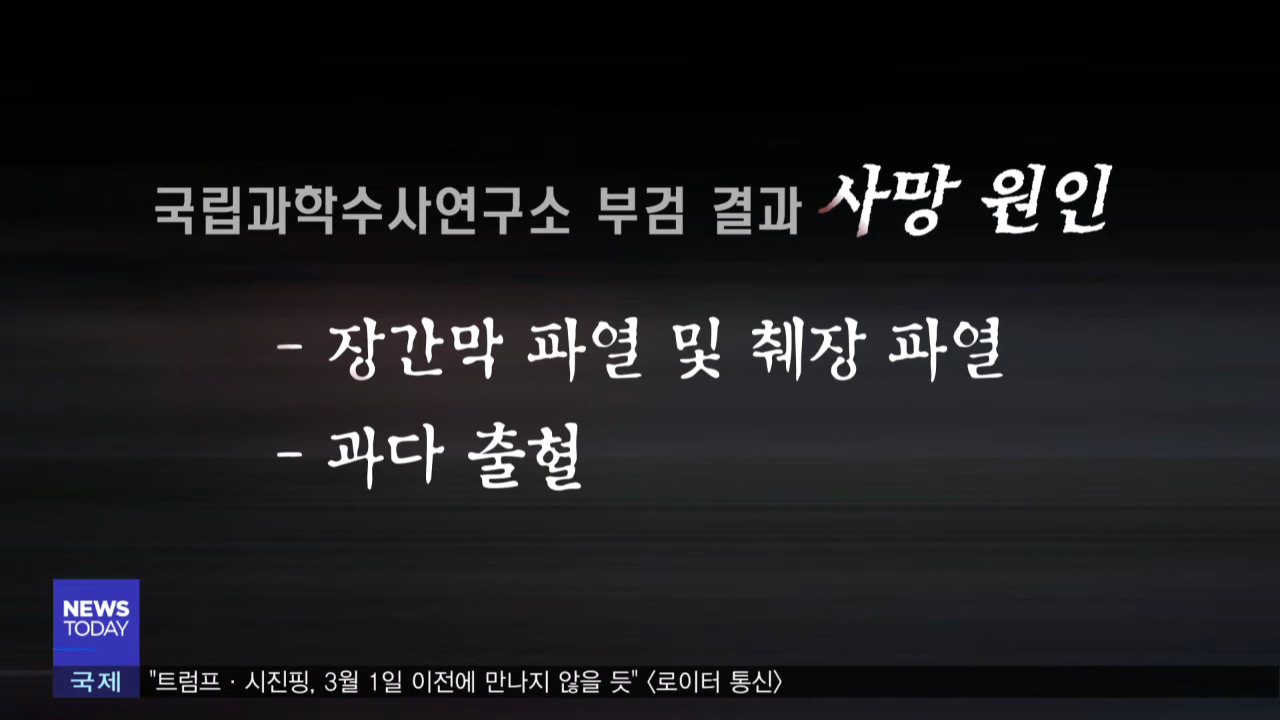 국립과학수사연구소 부검 결과 사망 원인
- 장간막 파열 및 췌장 파열
- 과다 출혈
NEWS
TODAY
국제 "트럼프 · 시진핑, 3월 1일 이전에 만나지 않을 듯" <로이터 통신>